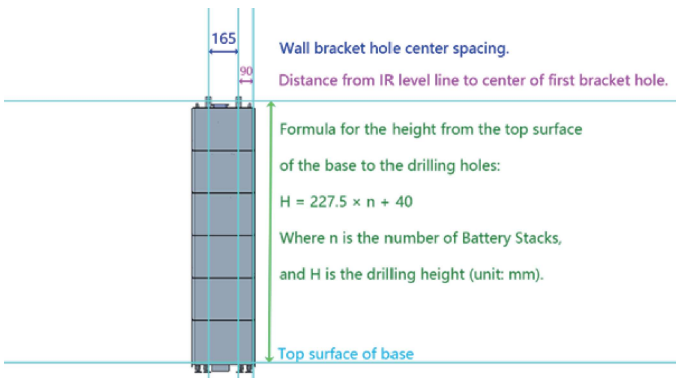 165
Wall bracket hole center spacing.
90
Distance from IR level line to center of first bracket hole.
Formula for the height from the top surface
of the base to the drilling holes:
H = 227.5 × n + 40
Where n is the number of Battery Stacks,
and H is the drilling height (unit: mm).
Top surface of base